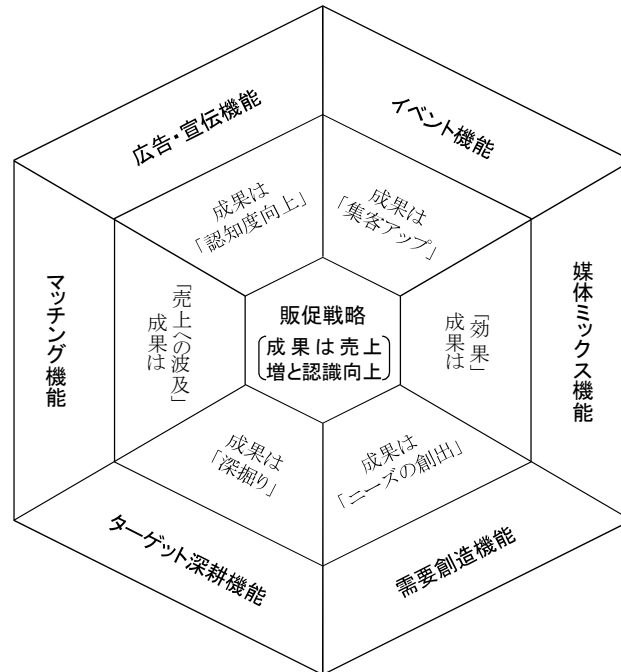 広告・宣伝機能
イベント機能
成果は
「認知度向上」
成果は
「集客アップ」
マッチング機能
成果は
「売上への波及」
販促戦略
成果は売上
増と認識向上
成果は
「効果」
媒体ミックス機能
成果は
「深掘り」
成果は
「ニーズの創出」
ターゲット深耕機能
需要創造機能